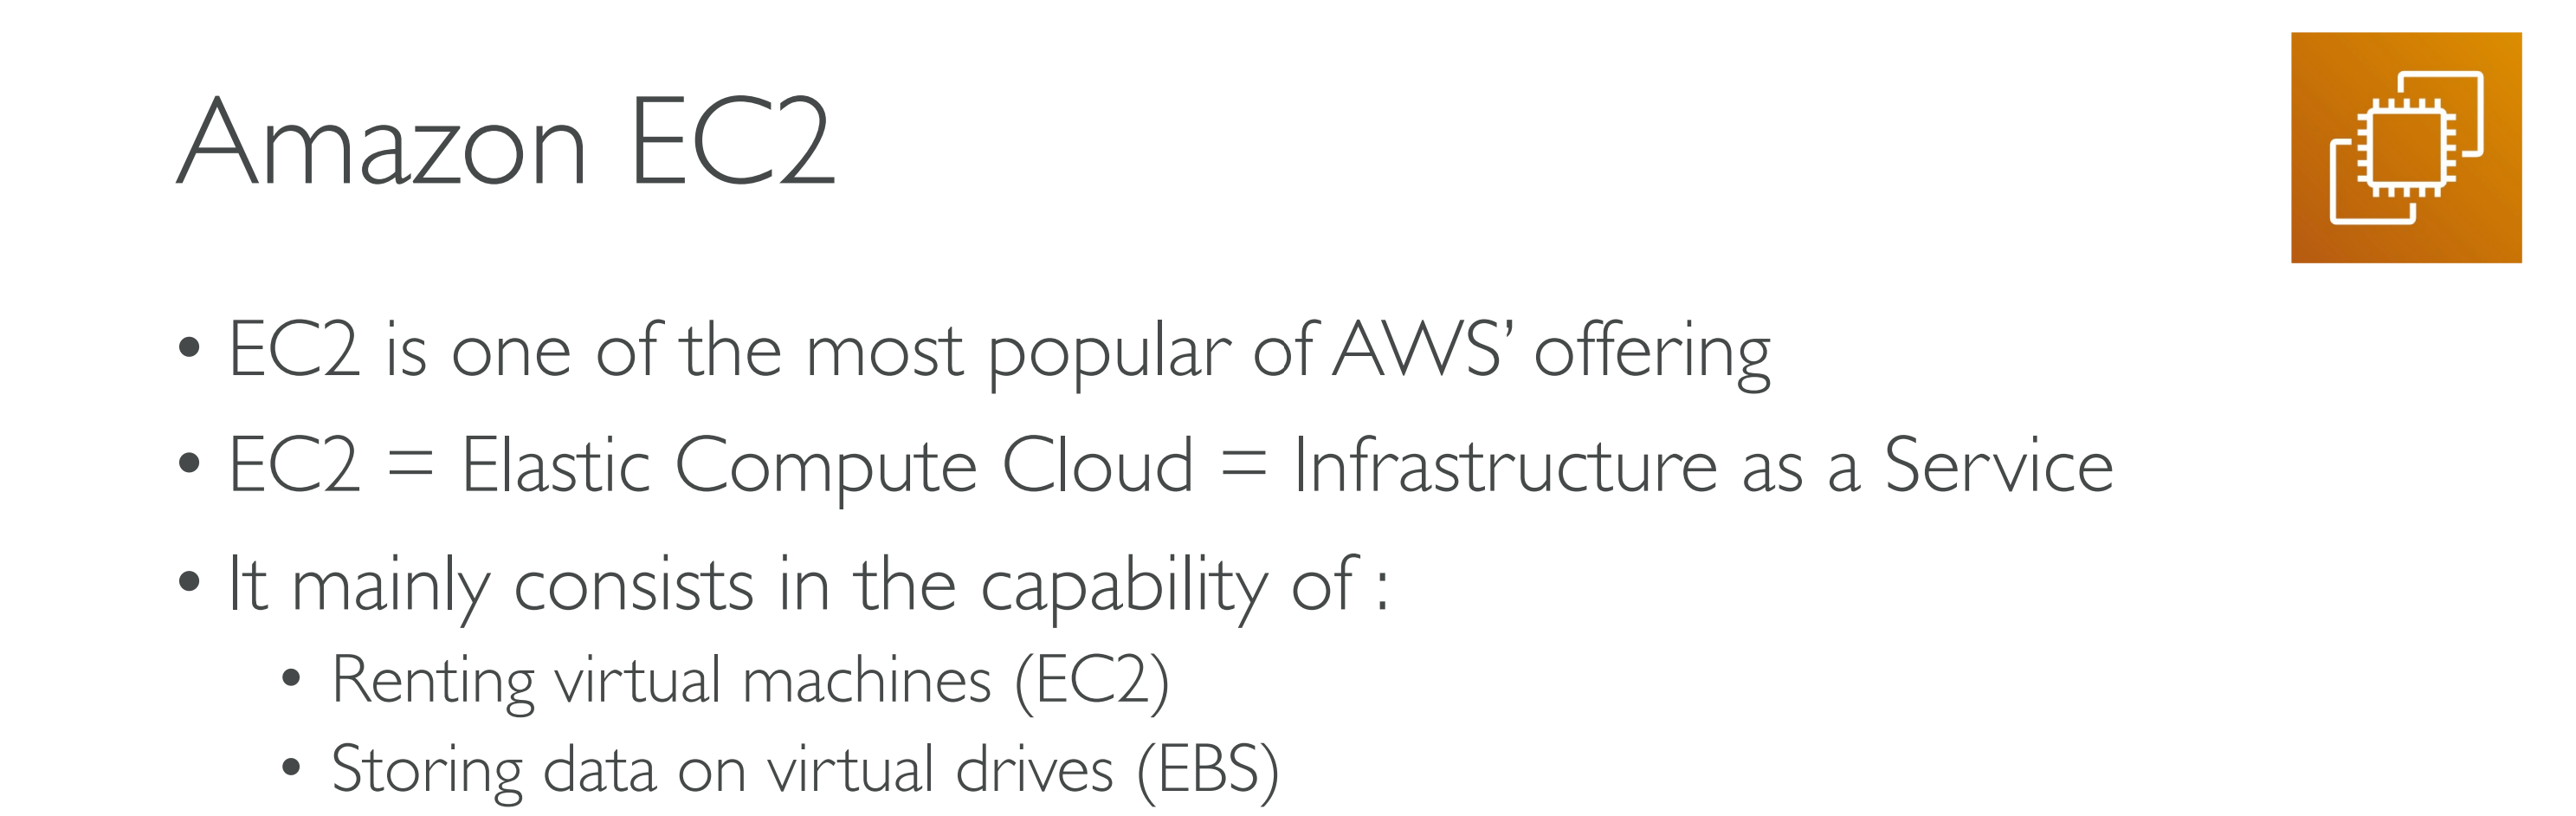 Amazon EC2
• EC2 is one of the most popular of AWS’ offering
• EC2 = Elastic Compute Cloud = Infrastructure as a Service
• It mainly consists in the capability of :
• Renting virtual machines (EC2)
• Storing data on virtual drives (EBS)